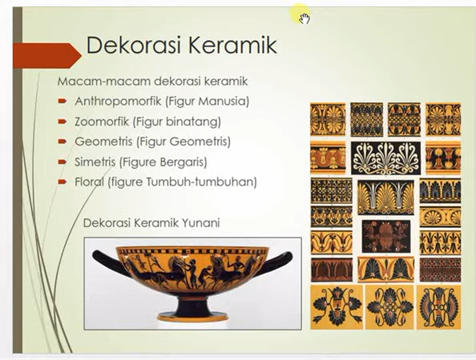 Dekorasi Keramik
Macam-macam dekorasi keramik
Anthropomorfik (Figur Manusia)
Zoomorfik (Figur binatang)
Geometris (Figur Geometris)
Simetris (Figure Bergaris)
Floral (figure Tumbuh-tumbuhan)
Dekorasi Keramik Yunani